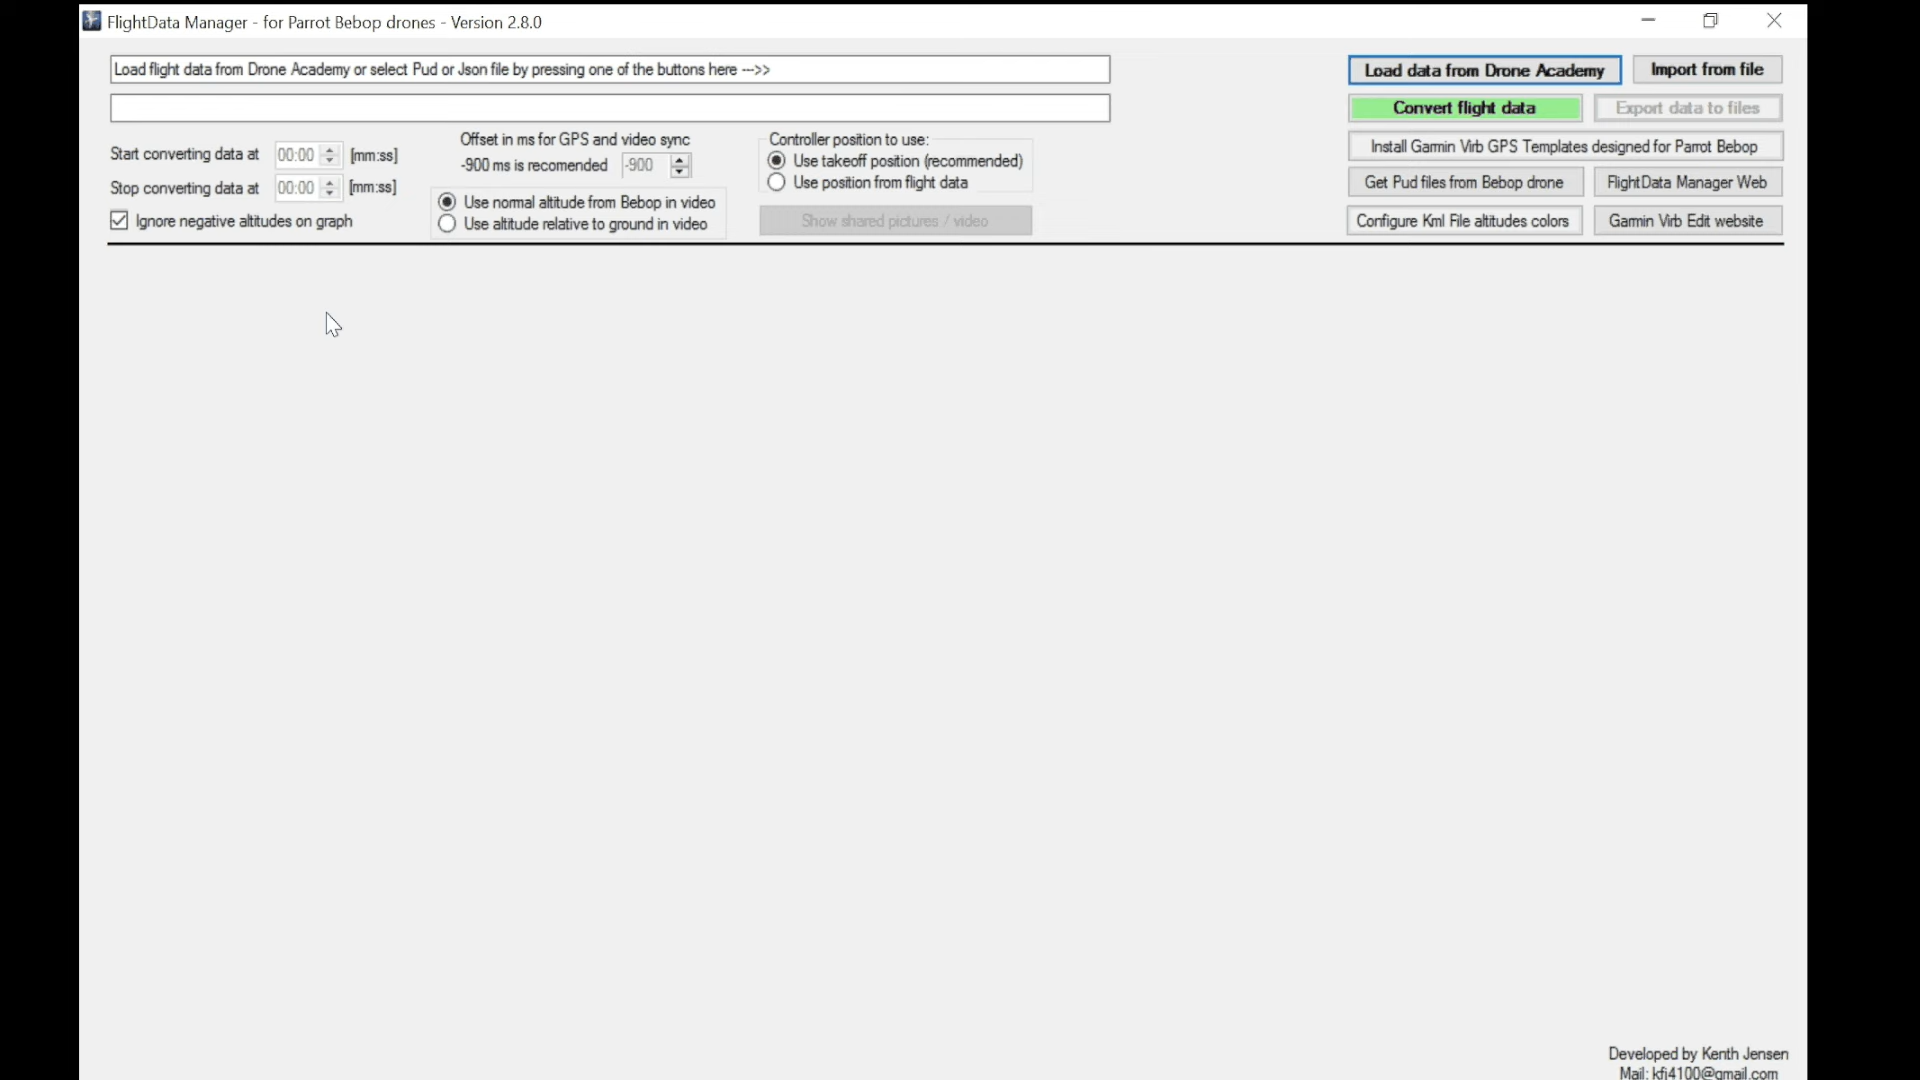 FlightData Manager - for Parrot Bebop drones - Version 2.8.0
Load flight data from Drone Academy or select Pud or Json file by pressing one of the buttons here --->>
Load data from Drone Academy
Import from file
Convert flight data
Export data to files
Start converting data at 00:00 [mm:ss]
Stop converting data at 00:00 [mm:ss]
Ignore negative altitudes on graph
Offset in ms for GPS and video sync
-900 ms is recomended -900
Use normal altitude from Bebop in video
Use altitude relative to ground in video
Controller position to use:
Use takeoff position (recommended)
Use position from flight data
Show shared pictures / video
Install Garmin Virb GPS Templates designed for Parrot Bebop
Get Pud files from Bebop drone
FlightData Manager Web
Configure Kml File altitudes colors
Garmin Virb Edit website
Developed by Kenth Jensen
Mail: kfj4100@gmail.com